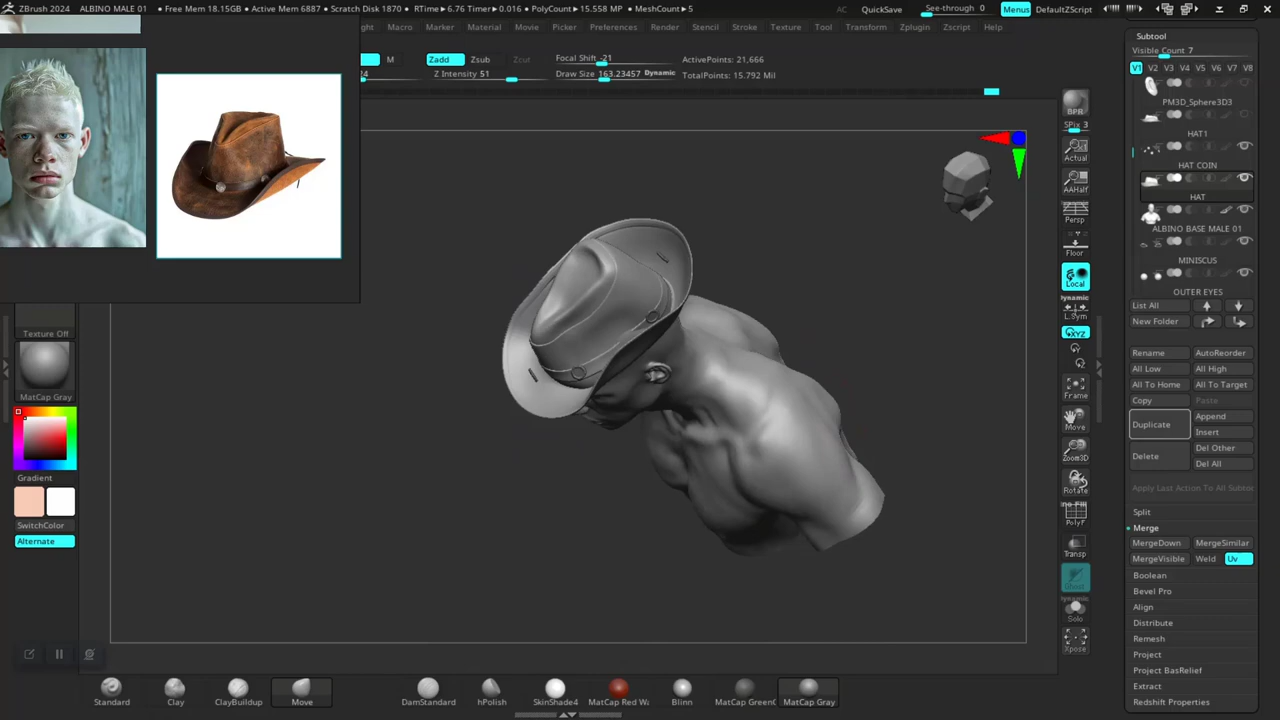 ZBrush 2024 ALBINO MALE 01 • Free Mem 18.15GB • Active Mem 6887 • Scratch Disk 1870 • RTime▸6.76 Timer▸0.016 • PolyCount▸15.558 MP • MeshCount▸5 AC QuickSave See-through 0 Menus DefaultZScript
ght Macro Marker Material Movie Picker Preferences Render Stencil Stroke Texture Tool Transform Zplugin Zscript Help
M Zadd Zsub Zcut Focal Shift -21 ActivePoints: 21,666
24 Z Intensity 51 Draw Size 163.23457 Dynamic TotalPoints: 15.792 Mil
Subtool
Visible Count 7
V1 V2 V3 V4 V5 V6 V7 V8
PM3D_Sphere3D3
HAT1
HAT COIN
HAT
ALBINO BASE MALE 01
MINISCUS
OUTER EYES
List All
New Folder
Rename AutoReorder
All Low All High
All To Home All To Target
Copy Paste
Duplicate Append
Insert
Delete Del Other
Del All
Apply Last Action To All Subtoo
Split
Merge
MergeDown MergeSimilar
MergeVisible Weld Uv
Boolean
Bevel Pro
Align
Distribute
Remesh
Project
Project BasRelief
Extract
Redshift Properties
BPR
SPix 3
Actual
AAHalf
Persp
Floor
Local
Dynamic
L.Sym
XYZ
Frame
Move
Zoom3D
Rotate
PolyF
Transp
Ghost
Solo
Xpose
Texture Off
MatCap Gray
Gradient
SwitchColor
Alternate
Standard Clay ClayBuildup Move DamStandard hPolish SkinShade4 MatCap Red Wa Blinn MatCap GreenC MatCap Gray